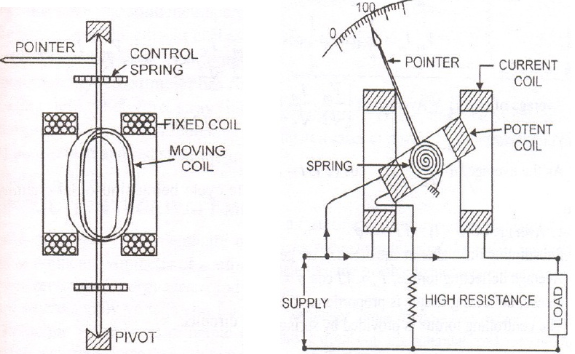 POINTER
CONTROL
SPRING
FIXED COIL
MOVING
COIL
PIVOT
0
100
POINTER
CURRENT
COIL
POTENT
COIL
SPRING
SUPPLY
HIGH RESISTANCE
LOAD